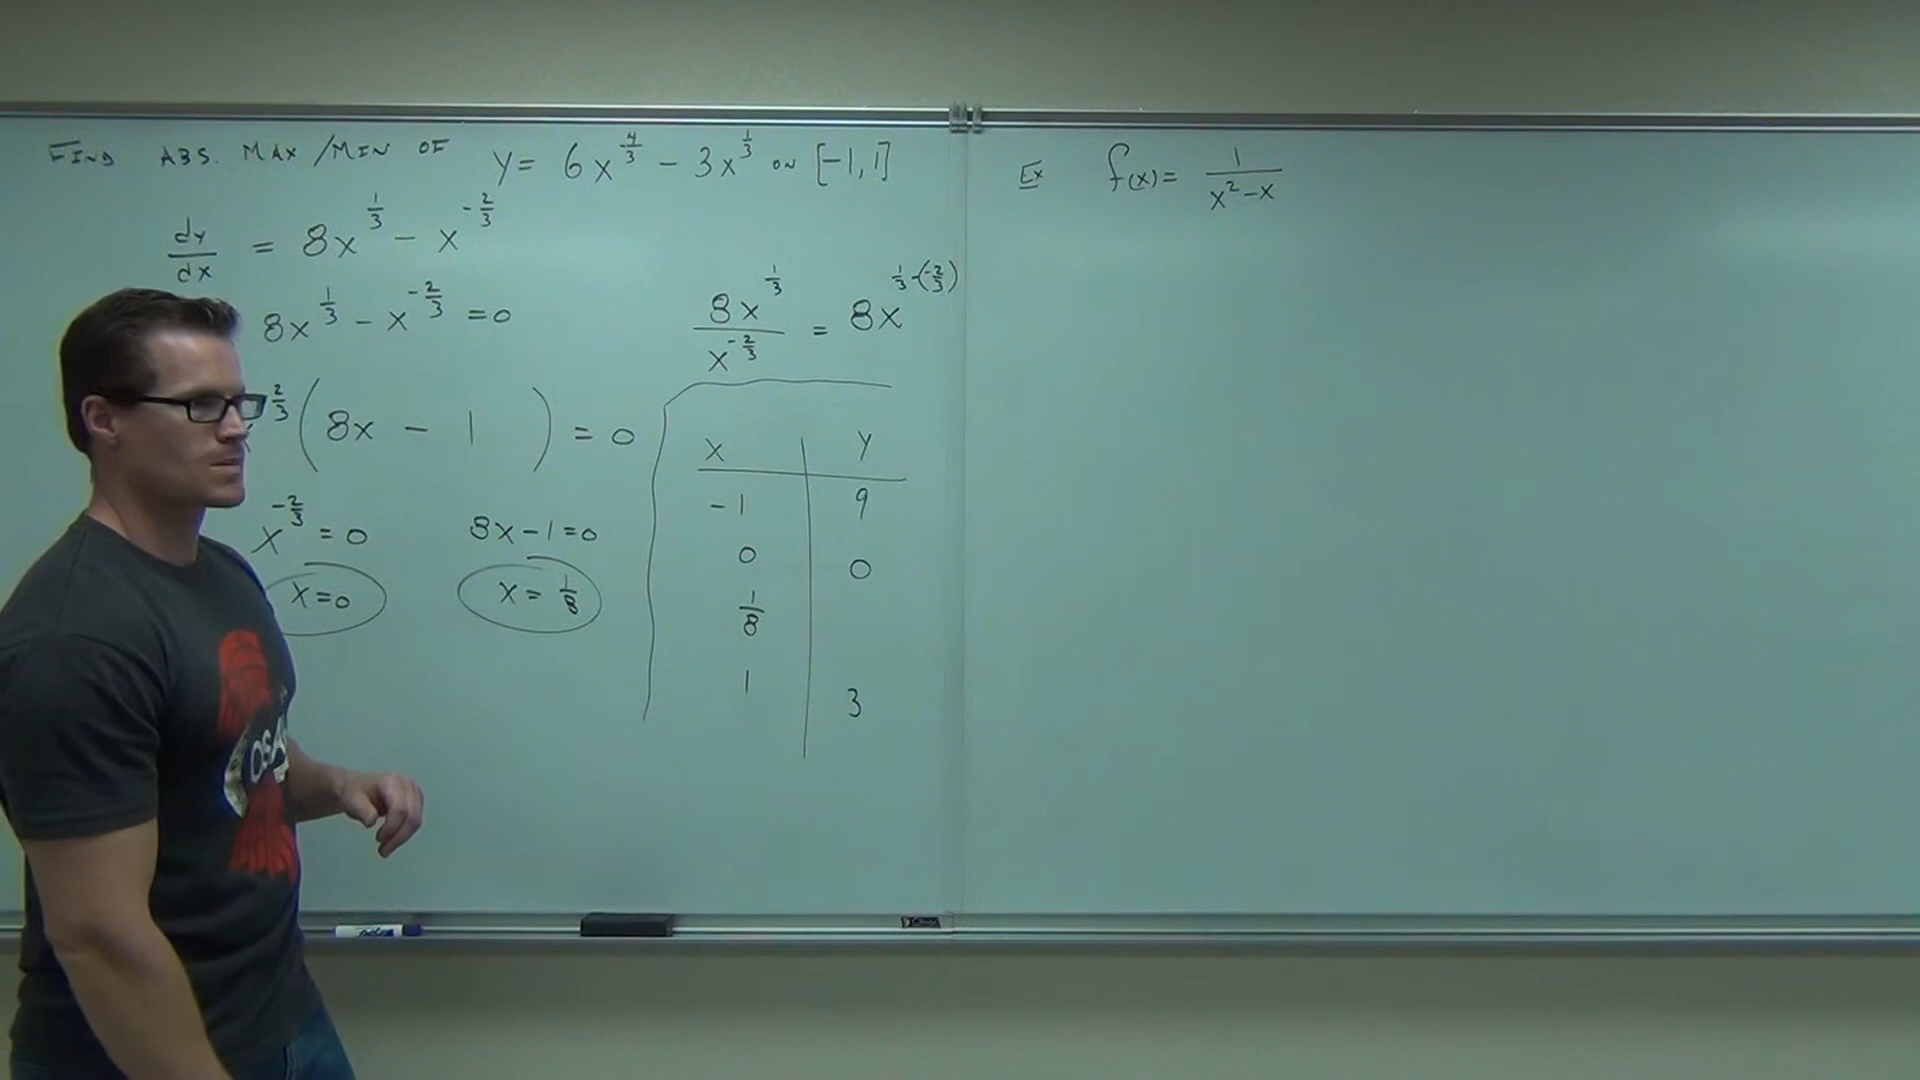 FIND ABS. MAX/MIN OF y = 6x^(4/3) - 3x^(1/3) ON [-1,1]
dy/dx = 8x^(1/3) - x^(-2/3)
8x^(1/3) - x^(-2/3) = 0
2/3 (8x - 1) = 0
x^(-2/3) = 0 8x-1=0
x=0 x = 1/8
8x^(1/3) / x^(-2/3) = 8x^(1/3-(-2/3))
x y
-1 9
0 0
1/8
1 3
Ex f(x) = 1/(x²-x)